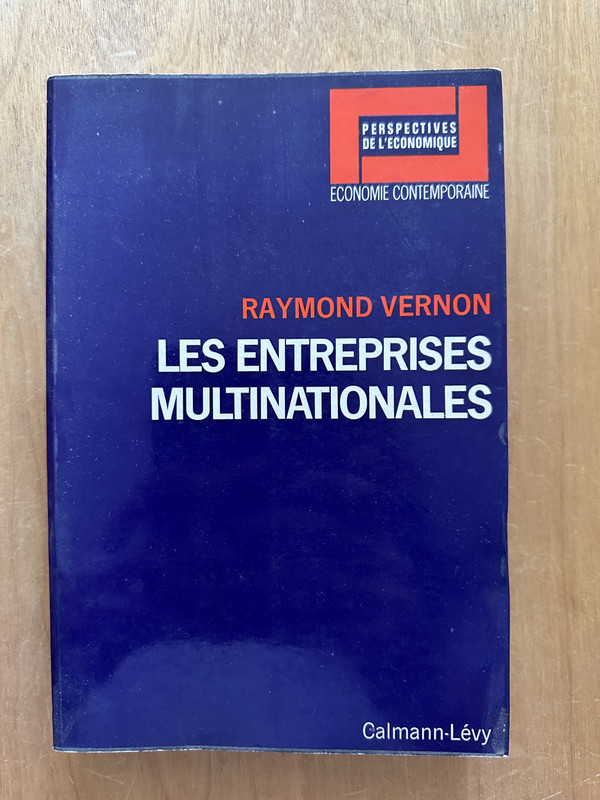 PERSPECTIVES
DE L'ECONOMIQUE
ECONOMIE CONTEMPORAINE
RAYMOND VERNON
LES ENTREPRISES
MULTINATIONALES
Calmann-Lévy